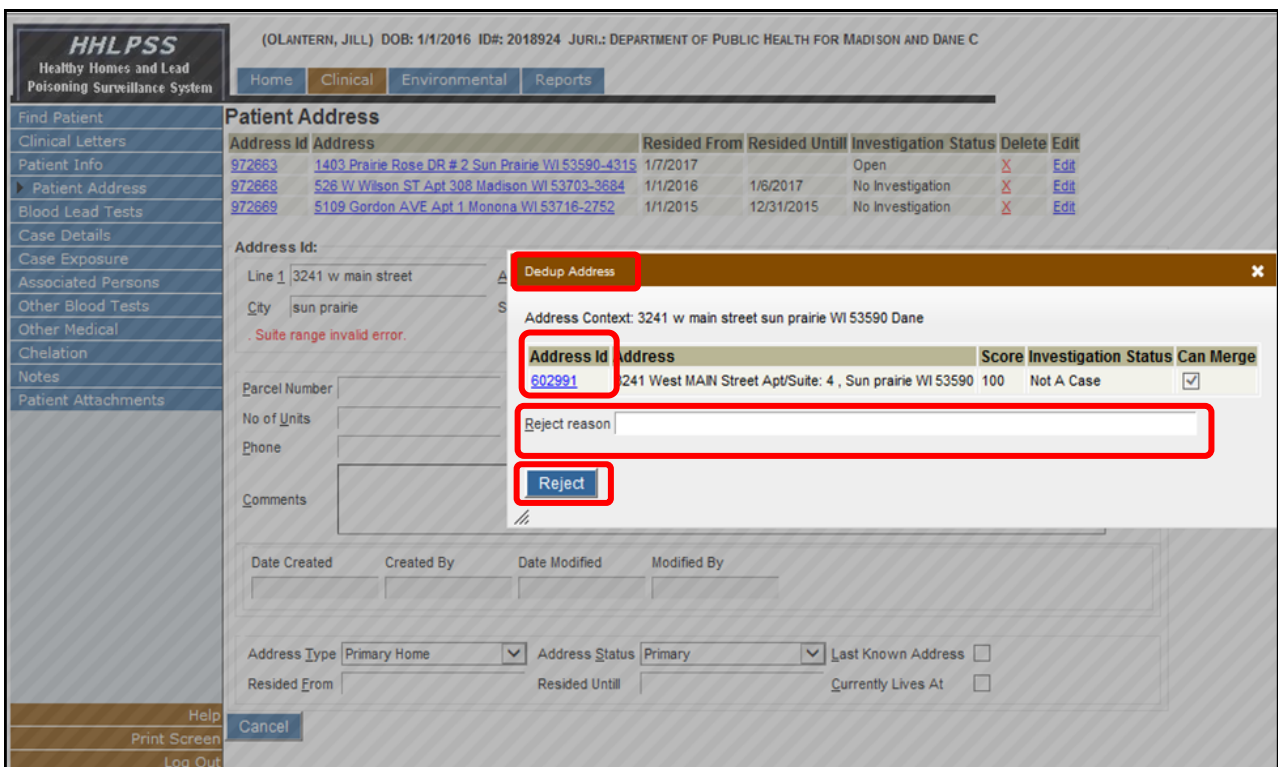 HHLPSS
Healthy Homes and Lead
Poisoning Surveillance System
(OLANTERN, JILL) DOB: 1/1/2016 ID#: 2018924 JURI.: DEPARTMENT OF PUBLIC HEALTH FOR MADISON AND DANE C
Home Clinical Environmental Reports
Find Patient
Clinical Letters
Patient Info
Patient Address
Blood Lead Tests
Case Details
Case Exposure
Associated Persons
Other Blood Tests
Other Medical
Chelation
Notes
Patient Attachments
Help
Print Screen
Log Out
Patient Address
Address Id Address Resided From Resided Untill Investigation Status Delete Edit
972663 1403 Prairie Rose DR # 2 Sun Prairie WI 53590-4315 1/7/2017 Open X Edit
972668 526 W Wilson ST Apt 308 Madison WI 53703-3684 1/1/2016 1/6/2017 No Investigation X Edit
972669 5109 Gordon AVE Apt 1 Monona WI 53716-2752 1/1/2015 12/31/2015 No Investigation X Edit
Address Id:
Line 1 3241 w main street A
City sun prairie S
. Suite range invalid error.
Parcel Number
No of Units
Phone
Comments
Dedup Address
Address Context: 3241 w main street sun prairie WI 53590 Dane
Address Id Address Score Investigation Status Can Merge
602991 3241 West MAIN Street Apt/Suite: 4 , Sun prairie WI 53590 100 Not A Case
Reject reason
Reject
Date Created Created By Date Modified Modified By
Address Type Primary Home Address Status Primary Last Known Address
Resided From Resided Untill Currently Lives At
Cancel